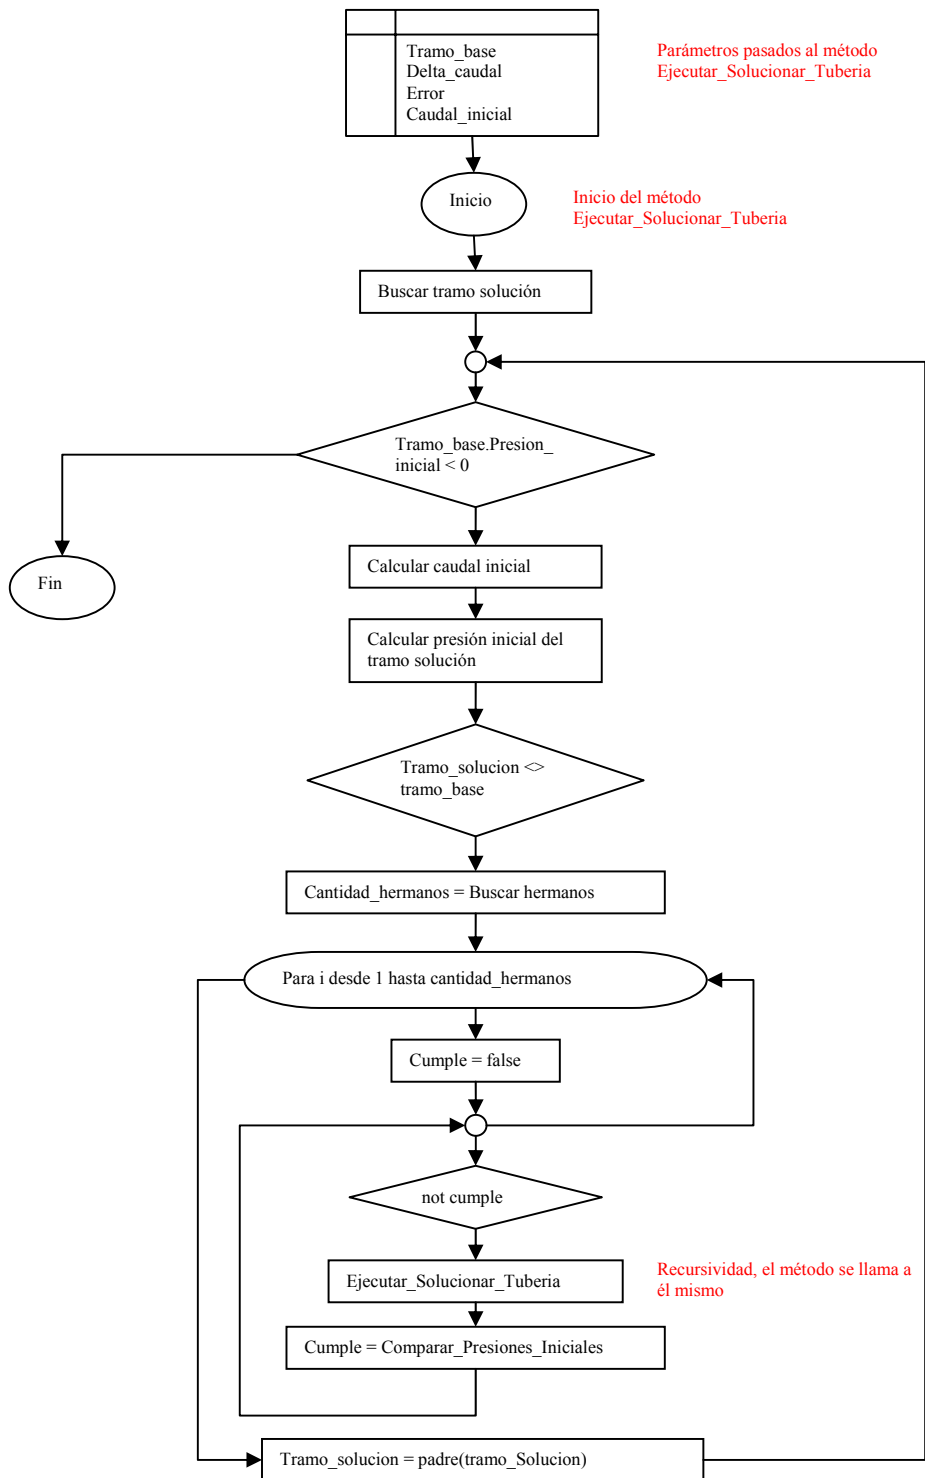 Tramo_base
Delta_caudal
Error
Caudal_inicial
Parámetros pasados al método
Ejecutar_Solucionar_Tuberia
Inicio
Inicio del método
Ejecutar_Solucionar_Tuberia
Buscar tramo solución
Tramo_base.Presion_
inicial < 0
Fin
Calcular caudal inicial
Calcular presión inicial del
tramo solución
Tramo_solucion <>
tramo_base
Cantidad_hermanos = Buscar hermanos
Para i desde 1 hasta cantidad_hermanos
Cumple = false
not cumple
Ejecutar_Solucionar_Tuberia
Recursividad, el método se llama a
él mismo
Cumple = Comparar_Presiones_Iniciales
Tramo_solucion = padre(tramo_Solucion)